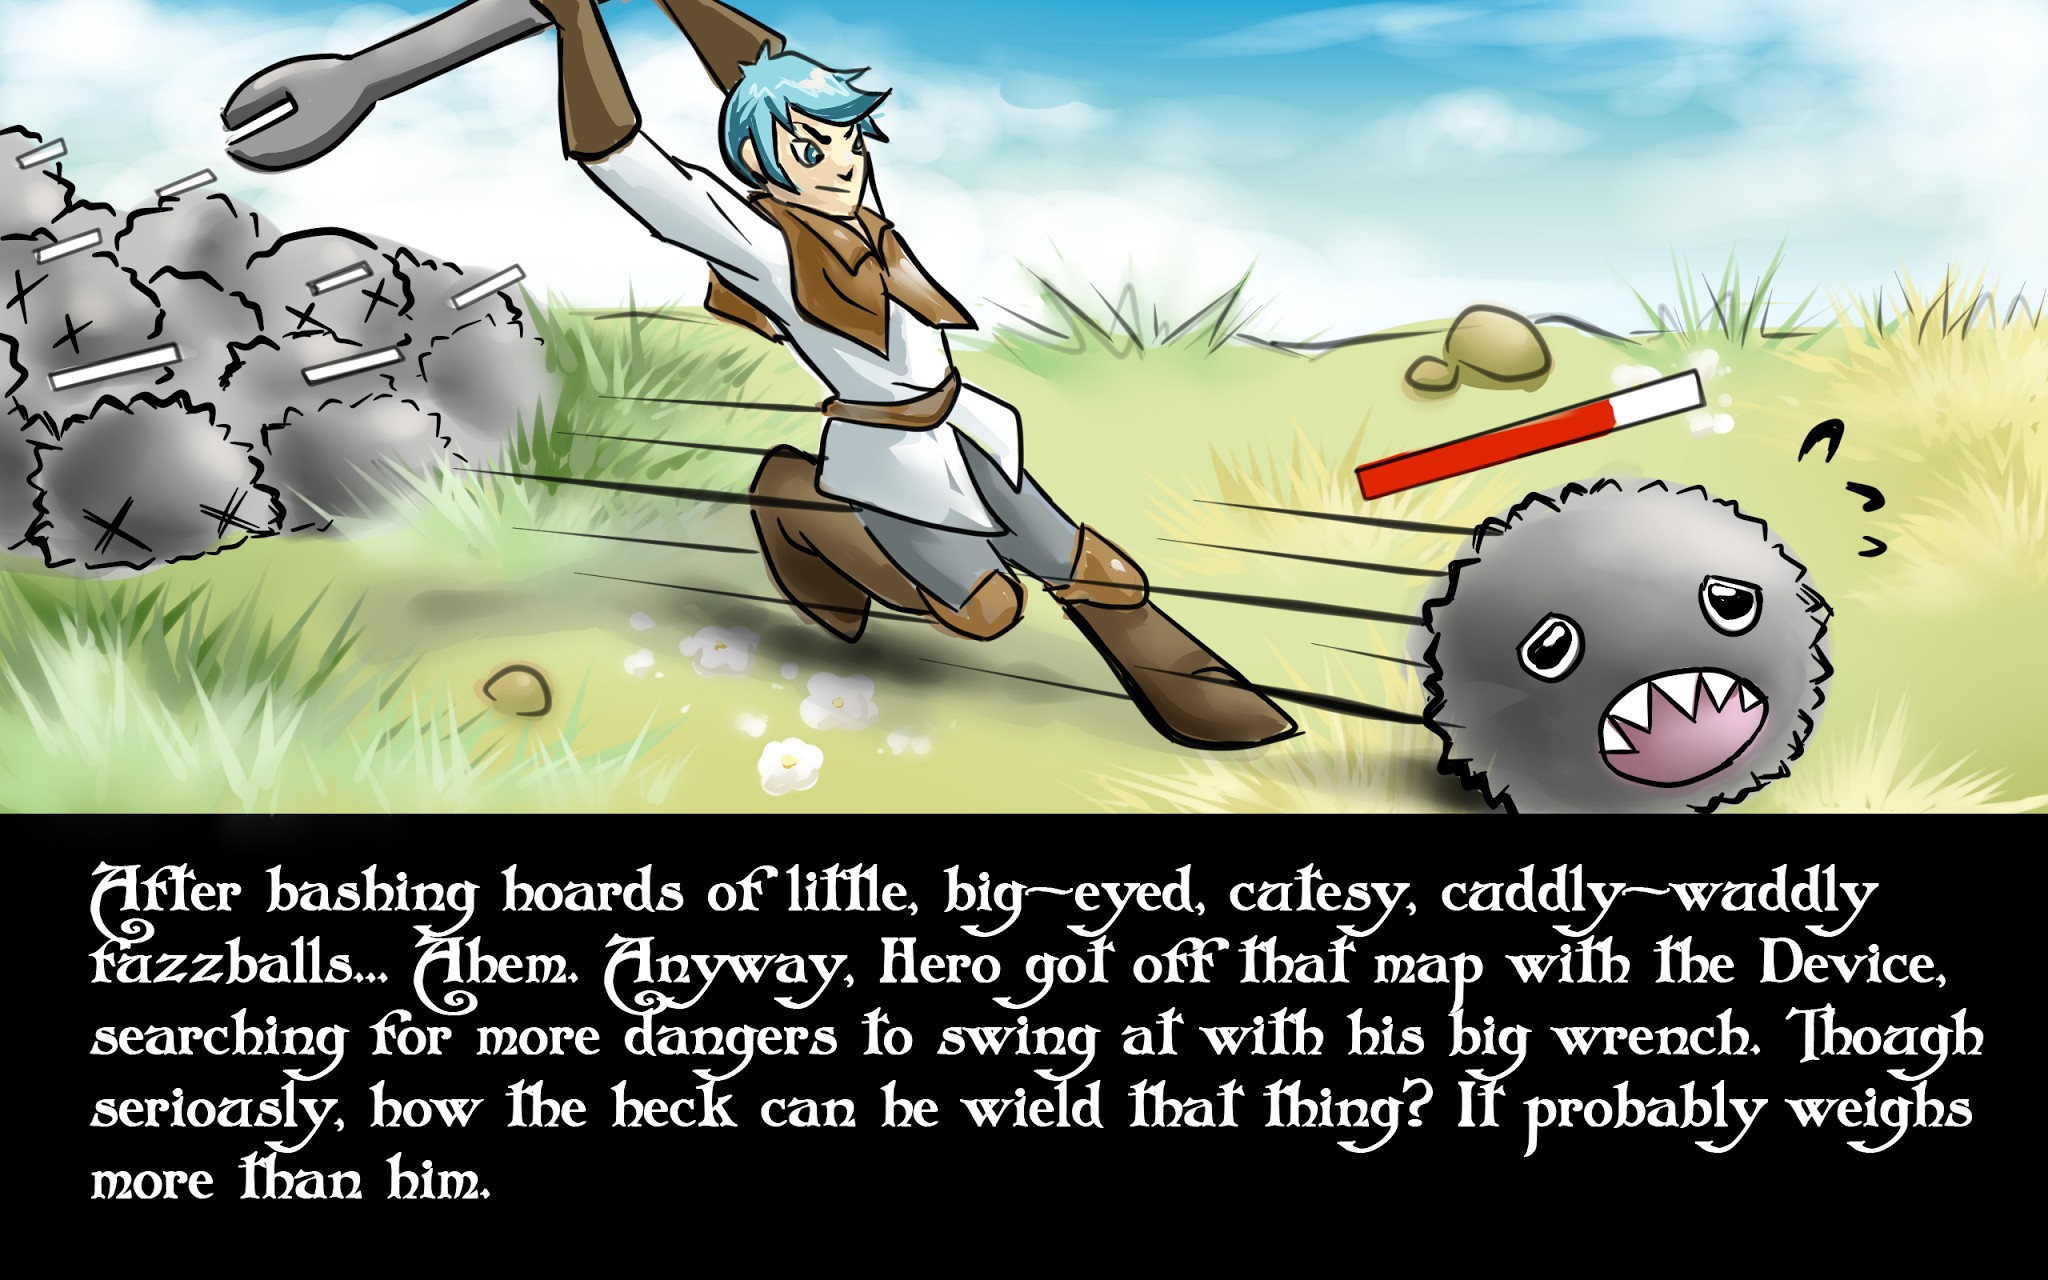 After bashing hoards of little, big~eyed, cutesy, cuddly~wuddly
fuzzballs... Ahem. Anyway, Hero got off that map with the Device,
searching for more dangers to swing at with his big wrench. Though
seriously, how the heck can he wield that thing? It probably weighs
more than him.